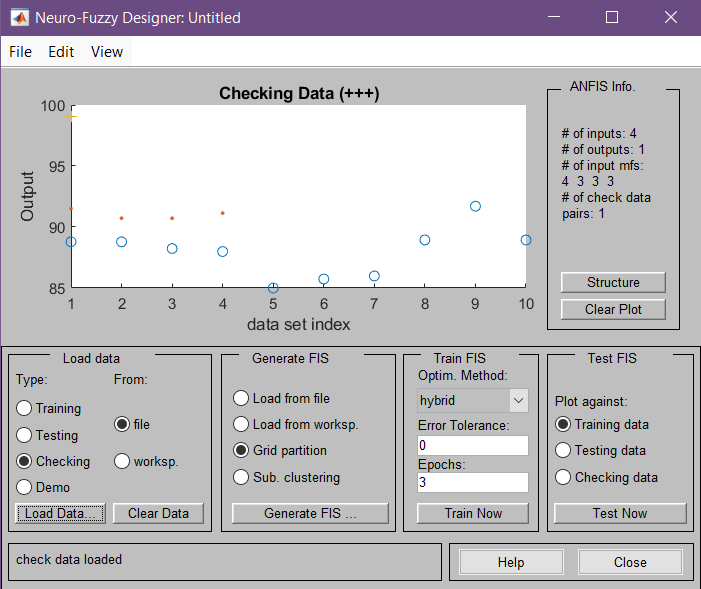 Neuro-Fuzzy Designer: Untitled
File Edit View
Checking Data (+++)
100
95
90
85
Output
1 2 3 4 5 6 7 8 9 10
data set index
ANFIS Info.
# of inputs: 4
# of outputs: 1
# of input mfs:
4 3 3 3
# of check data
pairs: 1
Structure
Clear Plot
Load data
Type:
From:
Training
Testing
Checking
Demo
file
worksp.
Load Data...
Clear Data
Generate FIS
Load from file
Load from worksp.
Grid partition
Sub. clustering
Generate FIS ...
Train FIS
Optim. Method:
hybrid
Error Tolerance:
0
Epochs:
3
Train Now
Test FIS
Plot against:
Training data
Testing data
Checking data
Test Now
check data loaded
Help
Close